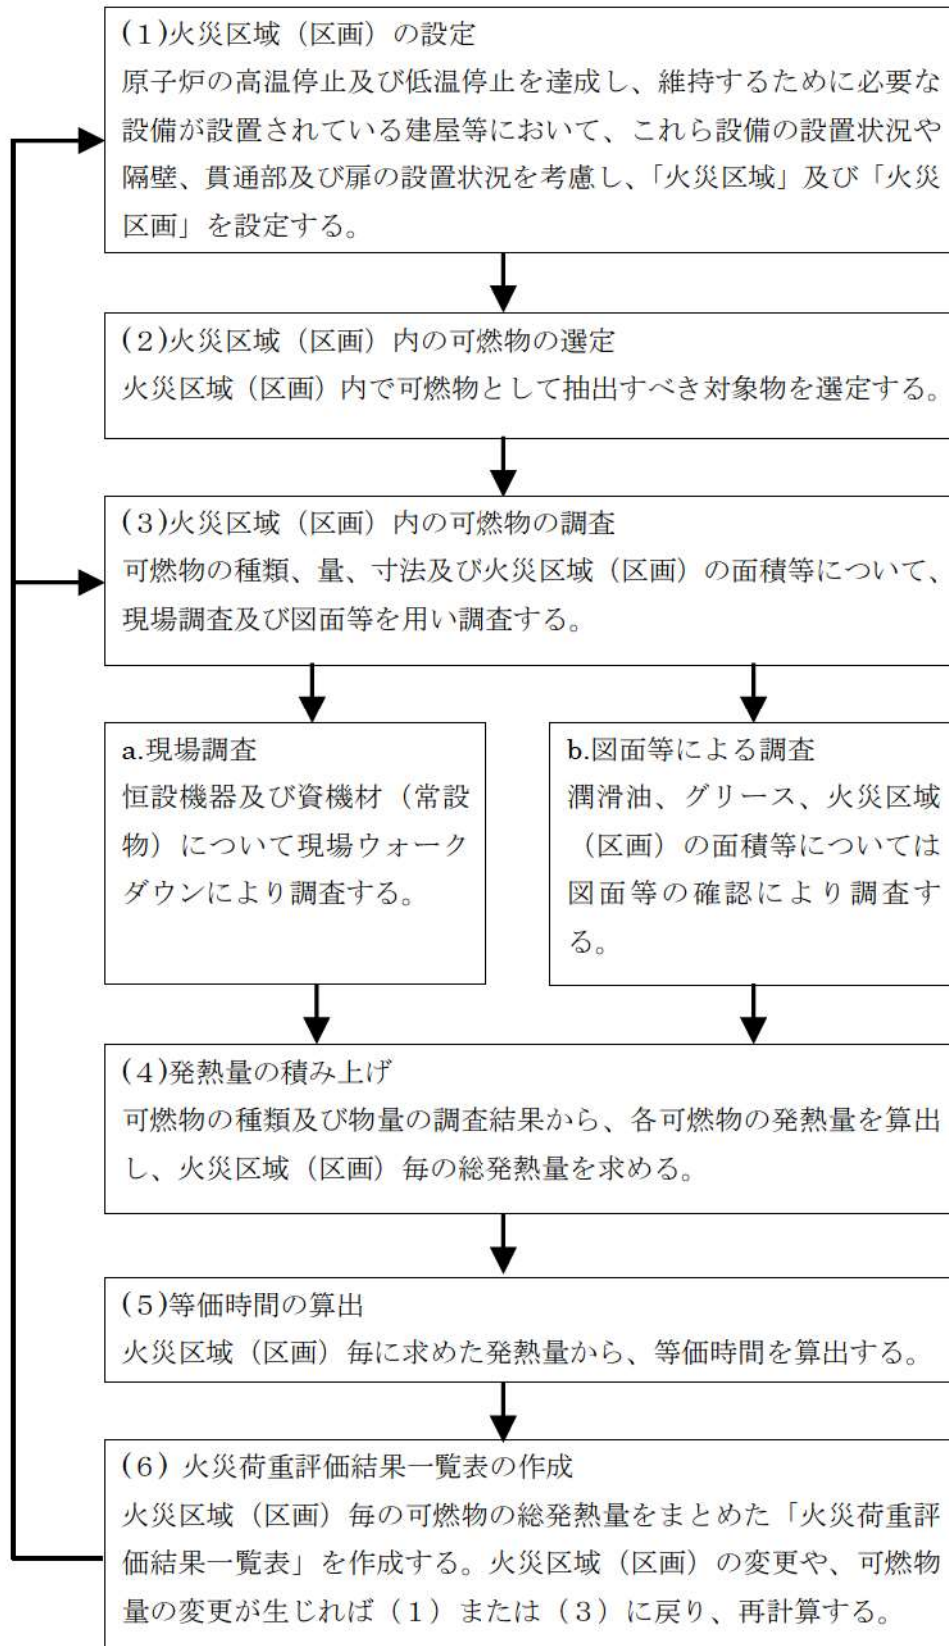 (１)火災区域（区画）の設定
原子炉の高温停止及び低温停止を達成し、維持するために必要な
設備が設置されている建屋等において、これら設備の設置状況や
隔壁、貫通部及び扉の設置状況を考慮し、「火災区域」及び「火災
区画」を設定する。
(２)火災区域（区画）内の可燃物の選定
火災区域（区画）内で可燃物として抽出すべき対象物を選定する。
(３)火災区域（区画）内の可燃物の調査
可燃物の種類、量、寸法及び火災区域（区画）の面積等について、
現場調査及び図面等を用い調査する。
a.現場調査
恒設機器及び資機材（常設
物）について現場ウォーク
ダウンにより調査する。
b.図面等による調査
潤滑油、グリース、火災区域
（区画）の面積等については
図面等の確認により調査す
る。
(４)発熱量の積み上げ
可燃物の種類及び物量の調査結果から、各可燃物の発熱量を算出
し、火災区域（区画）毎の総発熱量を求める。
(５)等価時間の算出
火災区域（区画）毎に求めた発熱量から、等価時間を算出する。
(６) 火災荷重評価結果一覧表の作成
火災区域（区画）毎の可燃物の総発熱量をまとめた「火災荷重評
価結果一覧表」を作成する。火災区域（区画）の変更や、可燃物
量の変更が生じれば（１）または（３）に戻り、再計算する。